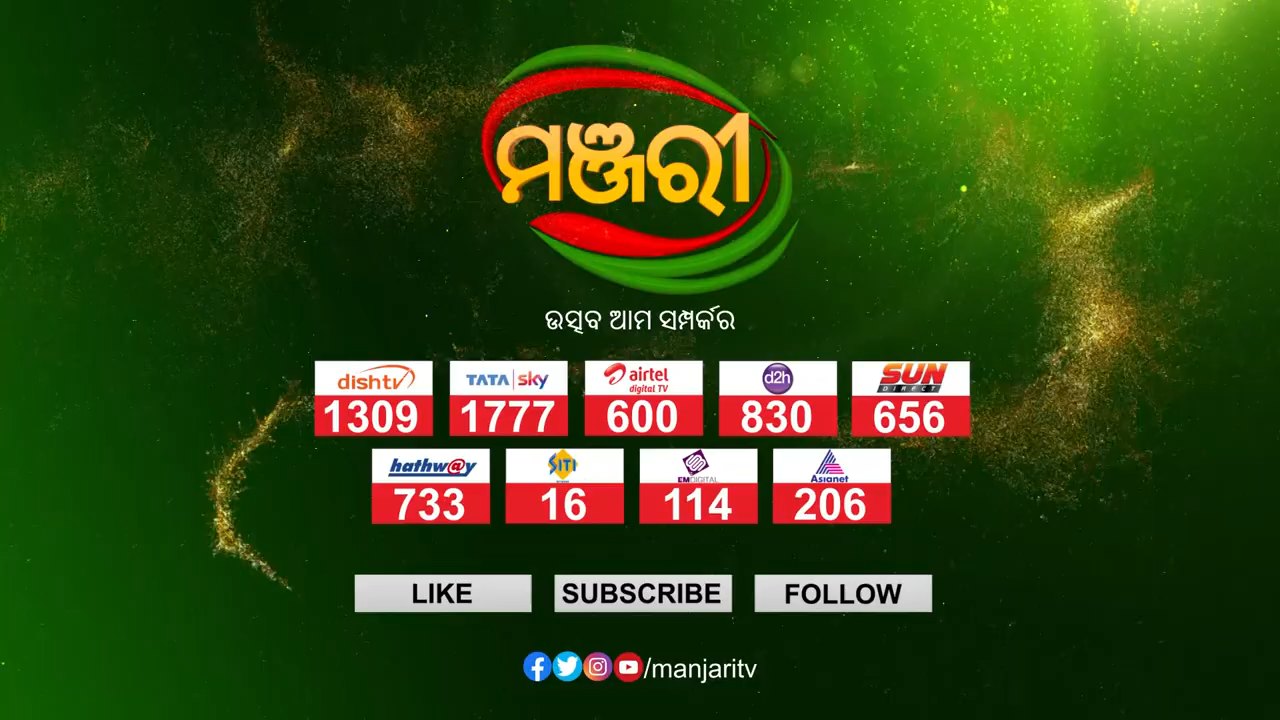 ମଞ୍ଜରୀ
ଉତ୍ସବ ଆମ ସମ୍ପର୍କର
dishtv TATA sky airtel digital TV d2h SUN DIRECT
1309 1777 600 830 656
hathw@y SITI EMDIGITAL Asianet
733 16 114 206
LIKE SUBSCRIBE FOLLOW
/manjaritv